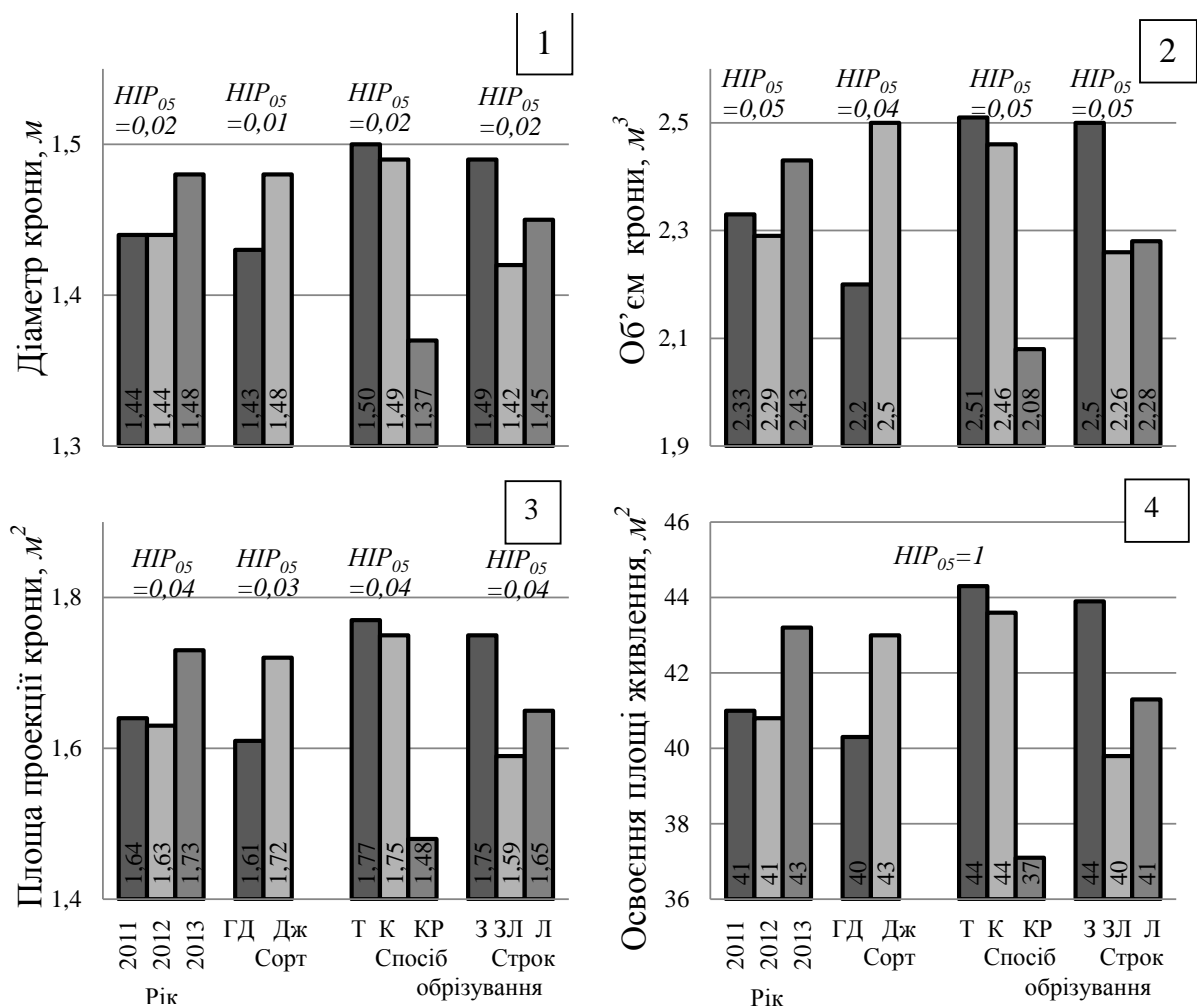 1
Діаметр крони, м
1,5
1,4
1,3
НІР05
=0,02
НІР05
=0,01
НІР05
=0,02
НІР05
=0,02
1,44
1,44
1,48
1,43
1,48
1,50
1,49
1,37
1,49
1,42
1,45
2
Об’єм крони, м3
2,5
2,3
2,1
1,9
НІР05
=0,05
НІР05
=0,04
НІР05
=0,05
НІР05
=0,05
2,33
2,29
2,43
2,2
2,5
2,51
2,46
2,08
2,5
2,26
2,28
3
Площа проекції крони, м2
1,8
1,6
1,4
НІР05
=0,04
НІР05
=0,03
НІР05
=0,04
НІР05
=0,04
1,64
1,63
1,73
1,61
1,72
1,77
1,75
1,48
1,75
1,59
1,65
2011
2012
2013
ГД Дж
Т К КР
З ЗЛ Л
Рік
Сорт
Спосіб
Строк
обрізування
4
Освоєння площі живлення, м2
46
44
42
40
38
36
НІР05=1
41
41
43
40
43
44
44
37
44
40
41
2011
2012
2013
ГД Дж
Т К КР
З ЗЛ Л
Рік
Сорт
Спосіб
Строк
обрізування